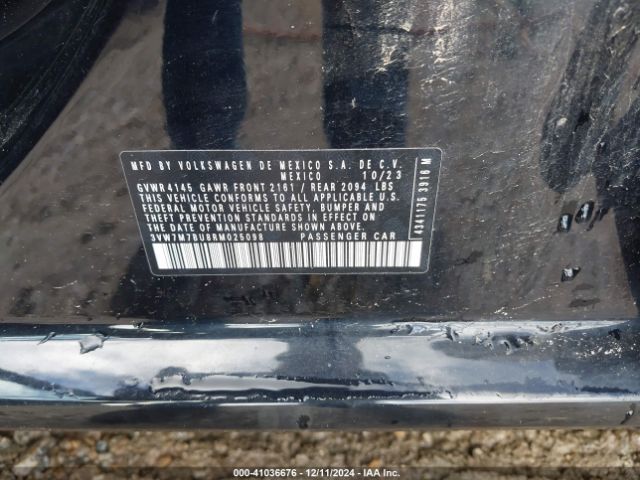 MFD BY VOLKSWAGEN DE MEXICO S.A. DE C.V.
MEXICO 10/23
GVWR4145 GAWR FRONT 2161 / REAR 2094 LBS
THIS VEHICLE CONFORMS TO ALL APPLICABLE U.S.
FEDERAL MOTOR VEHICLE SAFETY, BUMPER AND
THEFT PREVENTION STANDARDS IN EFFECT ON THE
DATE OF MANUFACTURE SHOWN ABOVE.
3VW7M7BU8RM025098 PASSENGER CAR
43411175 3916 M
000-41036676 - 12/11/2024 - IAA Inc.